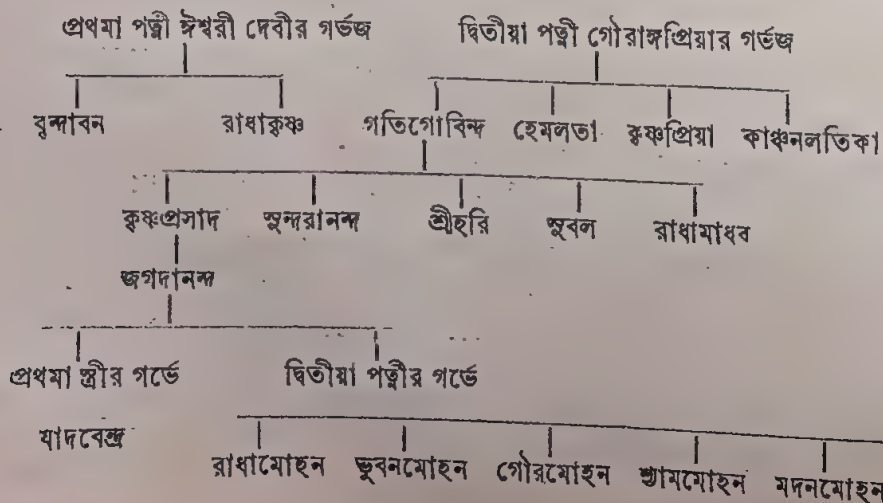 প্রথমা পত্নী ঈশ্বরী দেবীর গর্ভজ দ্বিতীয়া পত্নী গৌরাঙ্গপ্রিয়ার গর্ভজ
বৃন্দাবন রাধাকৃষ্ণ গতিগোবিন্দ হেমলতা কৃষ্ণপ্রিয়া কাঞ্চনলতিকা
কৃষ্ণপ্রসাদ সুন্দরানন্দ শ্রীহরি সুবল রাধামাধব
জগদানন্দ
প্রথমা স্ত্রীর গর্ভে দ্বিতীয়া পত্নীর গর্ভে
যাদবেন্দ্র
রাধামোহন ভুবনমোহন গৌরমোহন শ্যামমোহন মদনমোহন